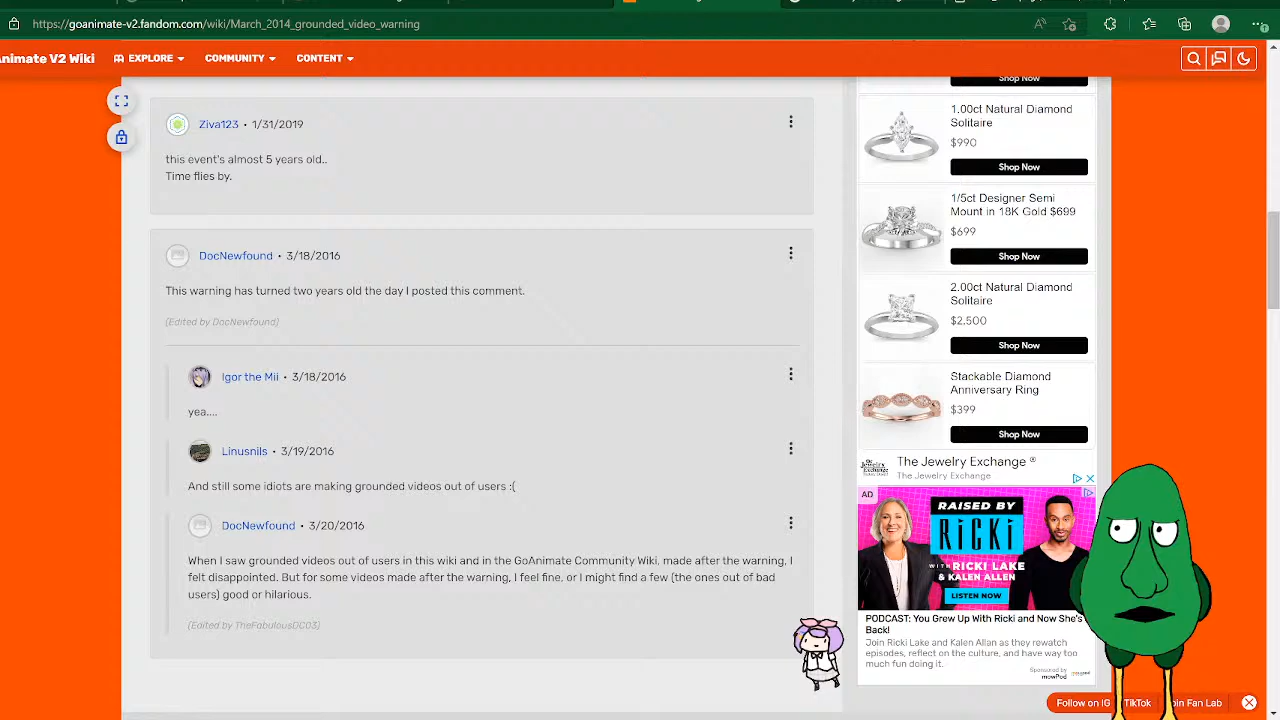 https://goanimate-v2.fandom.com/wiki/March_2014_grounded_video_warning
Animate V2 Wiki
EXPLORE
COMMUNITY
CONTENT
Ziva123 • 1/31/2019
this event's almost 5 years old..
Time flies by.
DocNewfound • 3/18/2016
This warning has turned two years old the day I posted this comment.
(Edited by DocNewfound)
Igor the Mii • 3/18/2016
yea....
Linusnils • 3/19/2016
And some people are making grounded videos out of users :(
DocNewfound • 3/20/2016
When I saw grounded videos out of users in this wiki and in the GoAnimate Community Wiki, made after the warning, I
felt disappointed. But some videos made after the warning, I feel fine, or I might find a few (the ones out of bad
users) good or hilarious.
(Edited by TheFabulousDC03)
Shop Now
1.00ct Natural Diamond
Solitaire
$990
Shop Now
1/5ct Designer Semi
Mount in 18K Gold $699
$699
Shop Now
2.00ct Natural Diamond
Solitaire
$2,500
Shop Now
Stackable Diamond
Anniversary Ring
$399
Shop Now
The Jewelry Exchange ®
The Jewelry Exchange
AD
RAISED BY
RICKI
WITH RICKI LAKE
& KALEN ALLEN
LISTEN NOW
PODCAST: You Grew Up With Ricki and Now She's
Back!
Join Ricki Lake and Kalen Allan as they rewatch
episodes, reflect on the culture, and have way too
much fun doing it.
Sponsored by
mowPod
Follow on IG
TikTok
Join Fan Lab